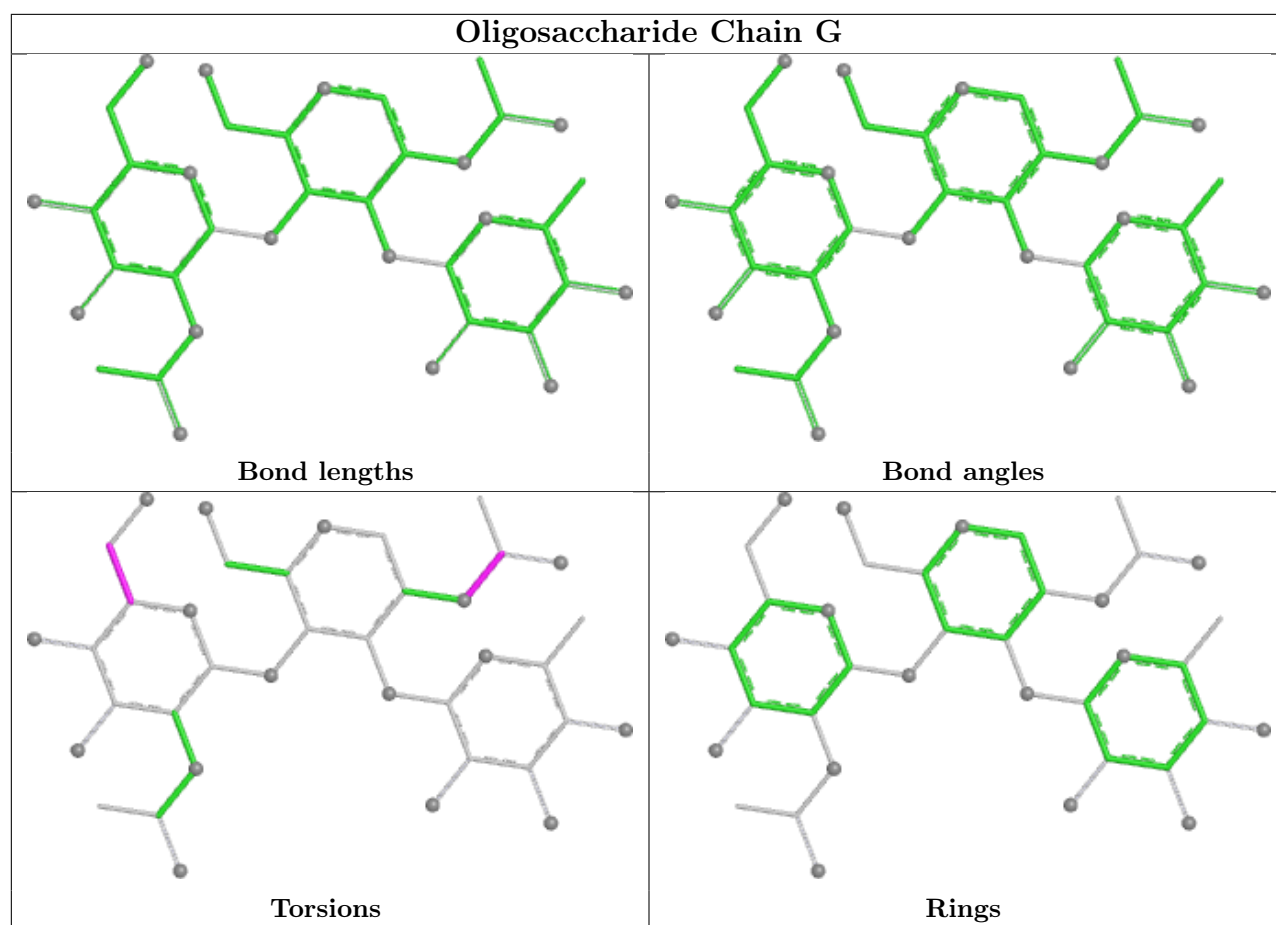 Oligosaccharide Chain G
Bond lengths
Bond angles
Torsions
Rings